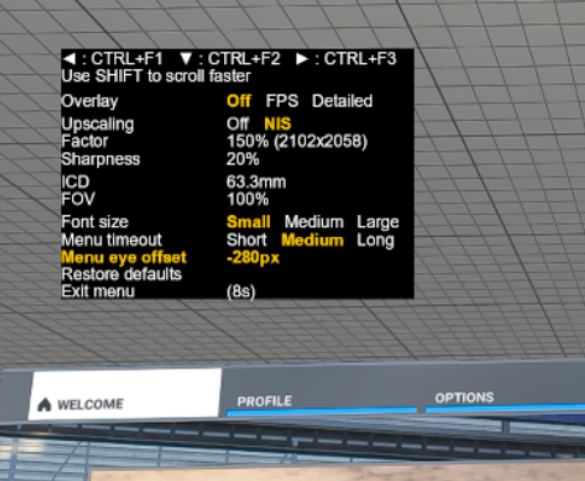 ◄ : CTRL+F1 ▼ : CTRL+F2 ► : CTRL+F3
Use SHIFT to scroll faster
Overlay Off FPS Detailed
Upscaling Off NIS
Factor 150% (2102x2058)
Sharpness 20%
ICD 63.3mm
FOV 100%
Font size Small Medium Large
Menu timeout Short Medium Long
Menu eye offset -280px
Restore defaults
Exit menu (8s)
WELCOME PROFILE OPTIONS